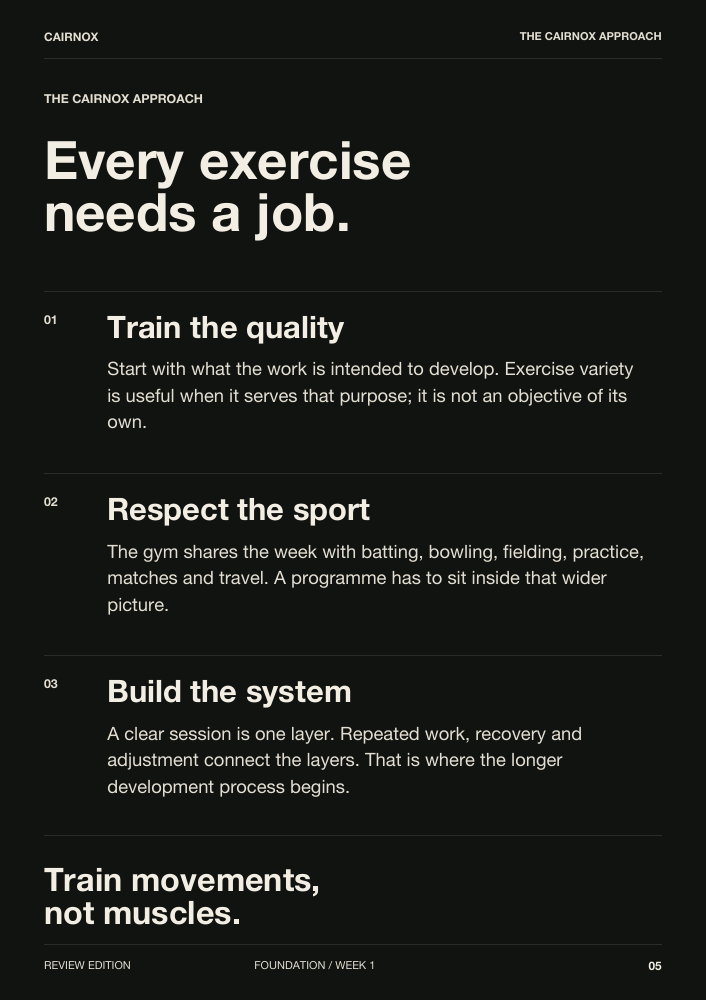 CAIRNOX
THE CAIRNOX APPROACH
THE CAIRNOX APPROACH
Every exercise
needs a job.
01
Train the quality
Start with what the work is intended to develop. Exercise variety
is useful when it serves that purpose; it is not an objective of its
own.
02
Respect the sport
The gym shares the week with batting, bowling, fielding, practice,
matches and travel. A programme has to sit inside that wider
picture.
03
Build the system
A clear session is one layer. Repeated work, recovery and
adjustment connect the layers. That is where the longer
development process begins.
Train movements,
not muscles.
REVIEW EDITION
FOUNDATION / WEEK 1
05